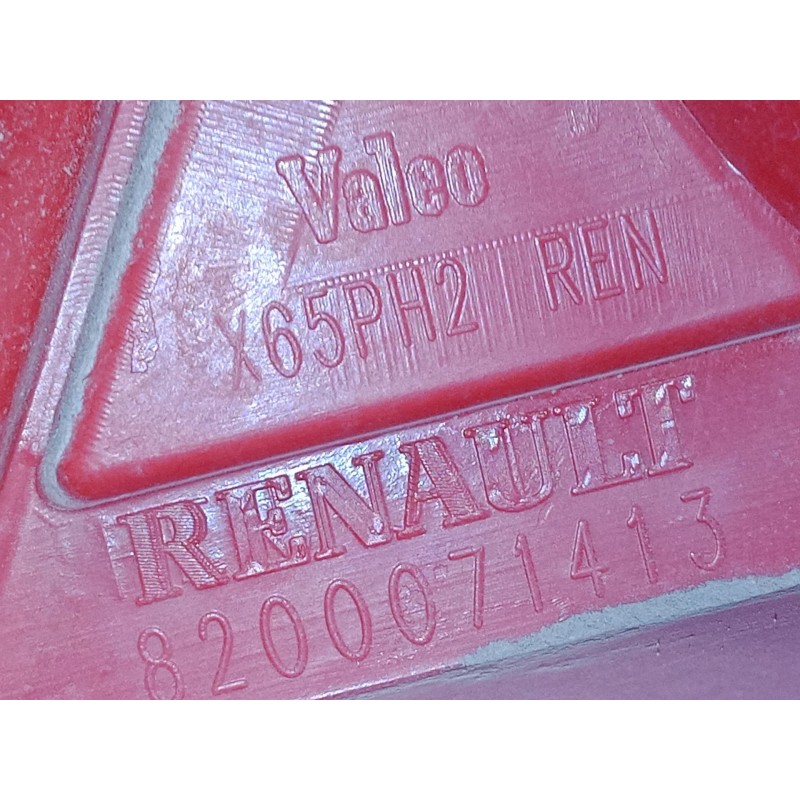 Valeo
X65PH2 REN
RENAULT
8200071413